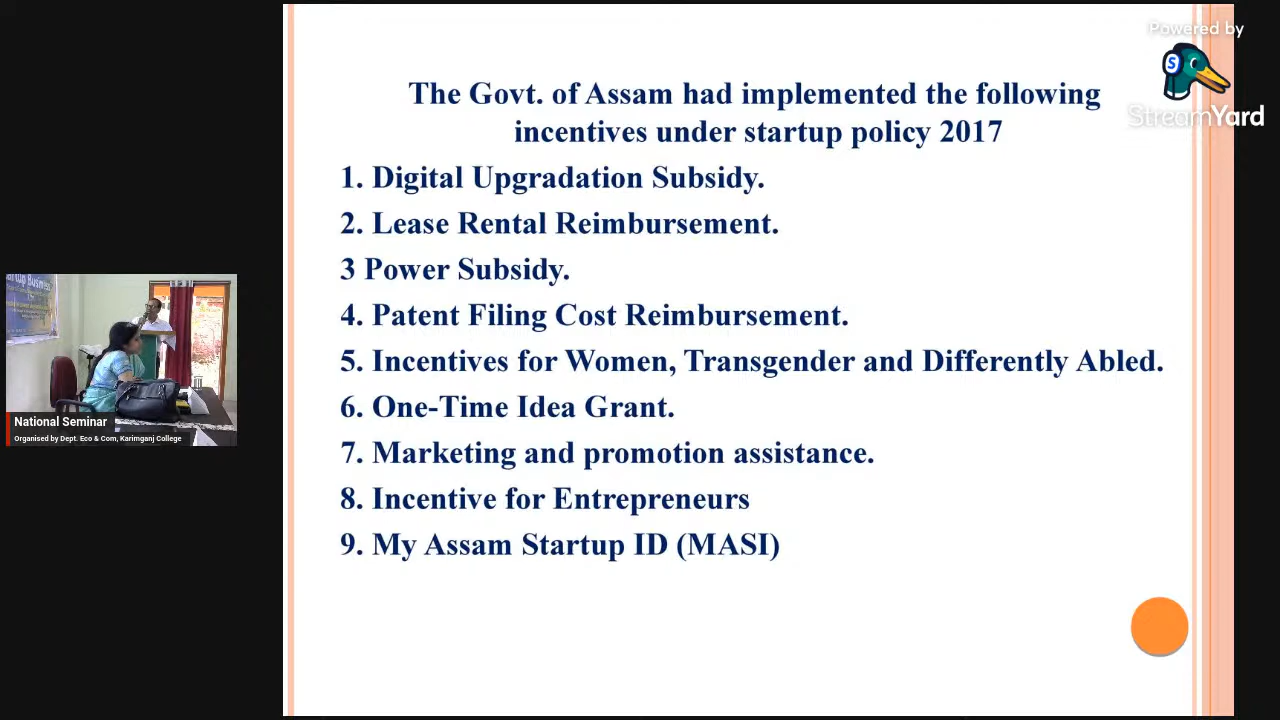 Powered by
StreamYard
The Govt. of Assam had implemented the following
incentives under startup policy 2017
1. Digital Upgradation Subsidy.
2. Lease Rental Reimbursement.
3 Power Subsidy.
4. Patent Filing Cost Reimbursement.
5. Incentives for Women, Transgender and Differently Abled.
6. One-Time Idea Grant.
7. Marketing and promotion assistance.
8. Incentive for Entrepreneurs
9. My Assam Startup ID (MASI)
National Seminar
Organised by Dept. Eco & Com, Karimganj College